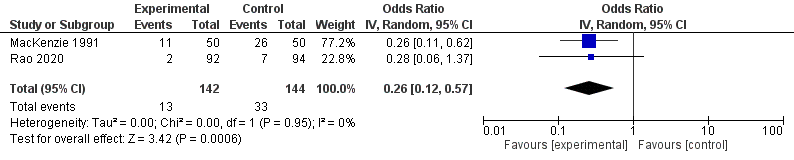 Experimental Control Odds Ratio Odds Ratio
Study or Subgroup Events Total Events Total Weight IV, Random, 95% CI IV, Random, 95% CI
MacKenzie 1991 11 50 26 50 77.2% 0.26 [0.11, 0.62]
Rao 2020 2 92 7 94 22.8% 0.28 [0.06, 1.37]
Total (95% CI) 142 144 100.0% 0.26 [0.12, 0.57]
Total events 13 33
Heterogeneity: Tau² = 0.00; Chi² = 0.00, df = 1 (P = 0.95); I² = 0%
Test for overall effect: Z = 3.42 (P = 0.0006)
0.01 0.1 1 10 100
Favours [experimental] Favours [control]